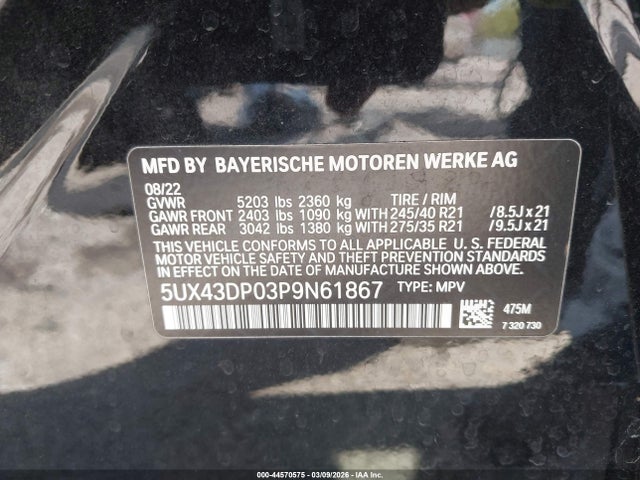 MFD BY BAYERISCHE MOTOREN WERKE AG
08/22
GVWR 5203 lbs 2360 kg TIRE / RIM
GAWR FRONT 2403 lbs 1090 kg WITH 245/40 R21 /8.5J x 21
GAWR REAR 3042 lbs 1380 kg WITH 275/35 R21 /9.5J x 21
THIS VEHICLE CONFORMS TO ALL APPLICABLE U. S. FEDERAL
MOTOR VEHICLE SAFETY AND THEFT PREVENTION
STANDARDS IN EFFECT ON THE DATE OF MANUFACTURE SHOWN ABOVE.
5UX43DP03P9N61867 TYPE: MPV
475M
7 320 730
000-44570575 - 03/09/2026 - IAA Inc.